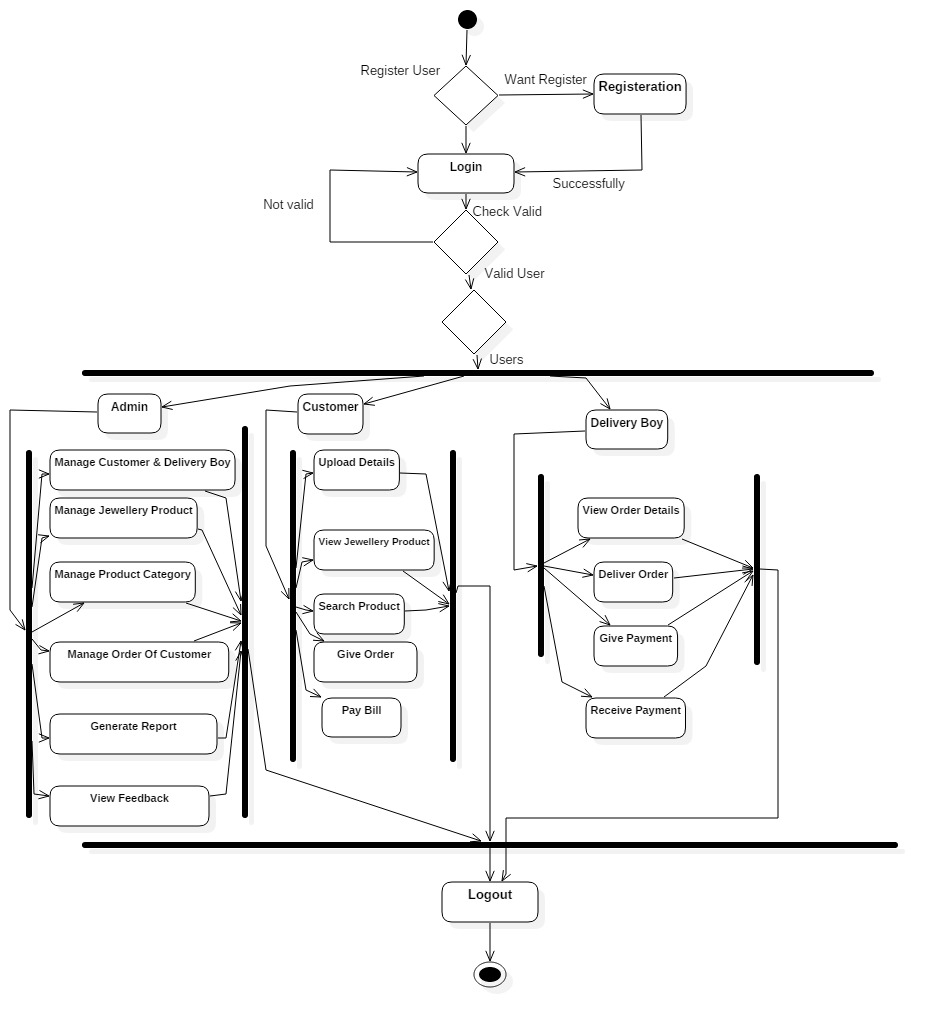 Register User
Want Register
Registeration
Login
Successfully
Not valid
Check Valid
Valid User
Users
Admin
Customer
Delivery Boy
Manage Customer & Delivery Boy
Manage Jewellery Product
Manage Product Category
Manage Order Of Customer
Generate Report
View Feedback
Upload Details
View Jewellery Product
Search Product
Give Order
Pay Bill
View Order Details
Deliver Order
Give Payment
Receive Payment
Logout